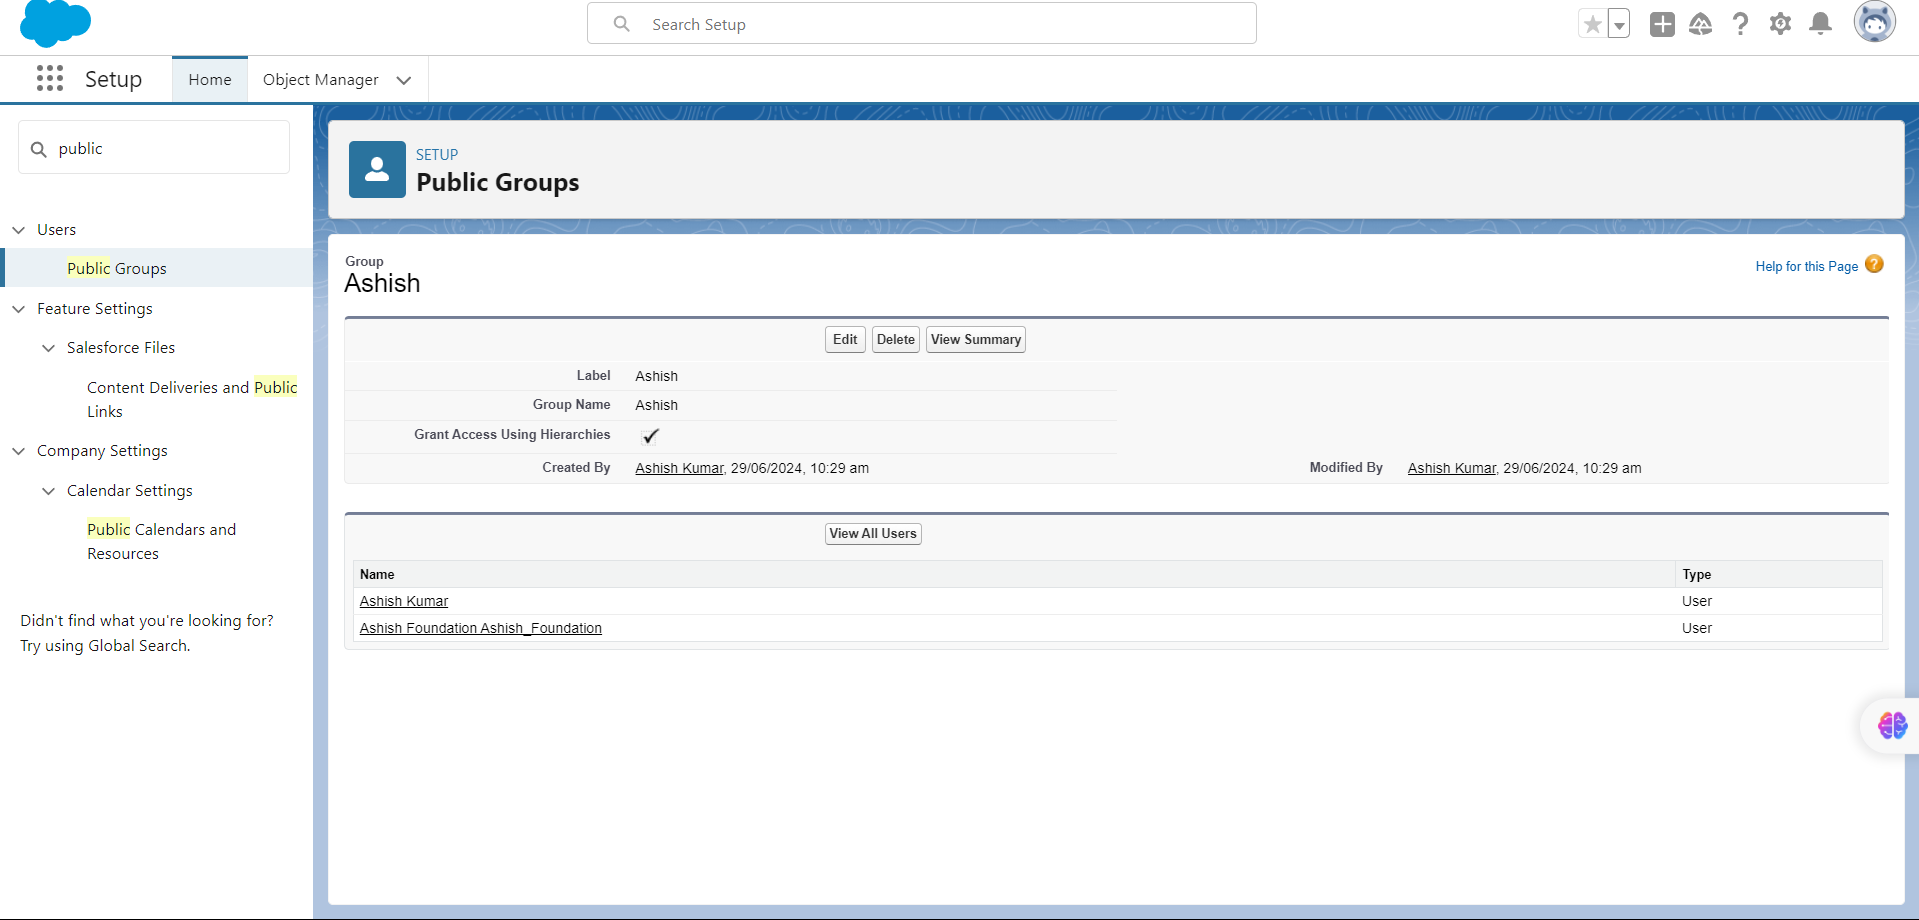 Search Setup
Setup
Home
Object Manager
public
Users
Public Groups
Feature Settings
Salesforce Files
Content Deliveries and Public
Links
Company Settings
Calendar Settings
Public Calendars and
Resources
Didn't find what you're looking for?
Try using Global Search.
SETUP
Public Groups
Group
Ashish
Help for this Page ?
Edit Delete View Summary
Label Ashish
Group Name Ashish
Grant Access Using Hierarchies
Created By Ashish Kumar, 29/06/2024, 10:29 am Modified By Ashish Kumar, 29/06/2024, 10:29 am
View All Users
Name Type
Ashish Kumar User
Ashish Foundation Ashish_Foundation User